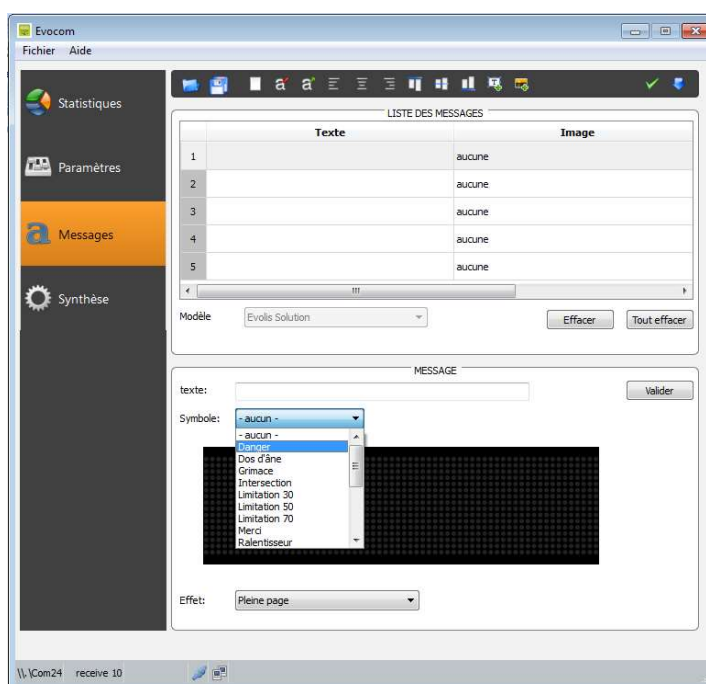 Evocom
Fichier Aide
Statistiques
Paramètres
Messages
Synthèse
LISTE DES MESSAGES
Texte Image
1 aucune
2 aucune
3 aucune
4 aucune
5 aucune
Modèle Evolis Solution Effacer Tout effacer
MESSAGE
texte: Valider
Symbole: - aucun -
- aucun -
Danger
Dos d'âne
Grimace
Intersection
Limitation 30
Limitation 50
Limitation 70
Merci
Ralentisseur
Effet: Pleine page
\\.\Com24 receive 10